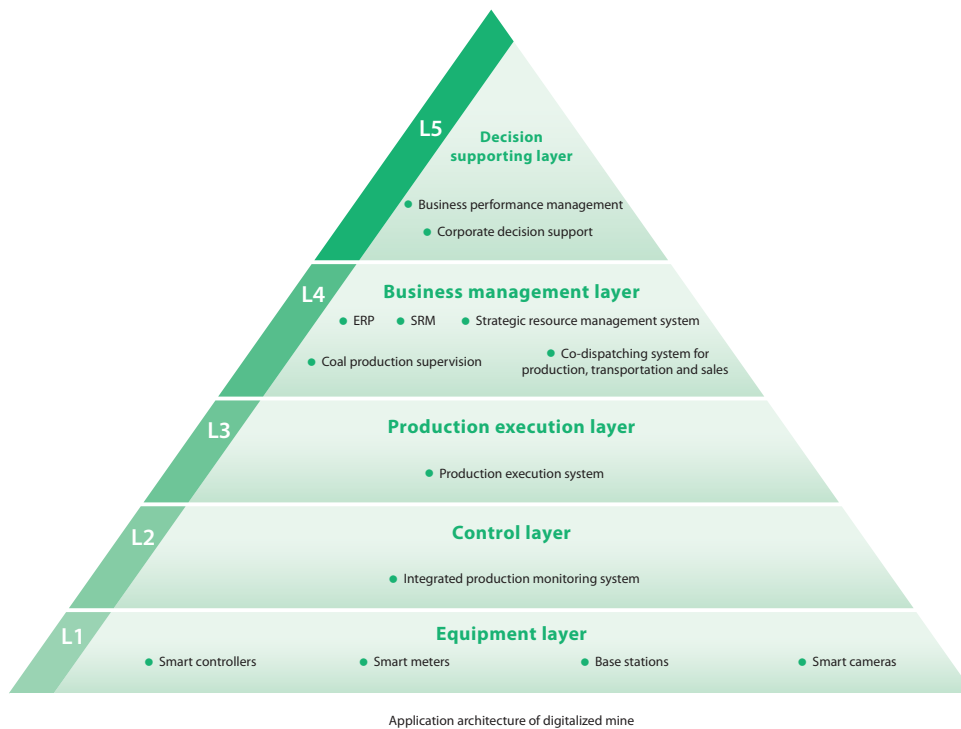 L5
Decision
supporting layer
Business performance management
Corporate decision support
L4
Business management layer
ERP
SRM
Strategic resource management system
Coal production supervision
Co-dispatching system for
production, transportation and sales
L3
Production execution layer
Production execution system
L2
Control layer
Integrated production monitoring system
L1
Equipment layer
Smart controllers
Smart meters
Base stations
Smart cameras
Application architecture of digitalized mine